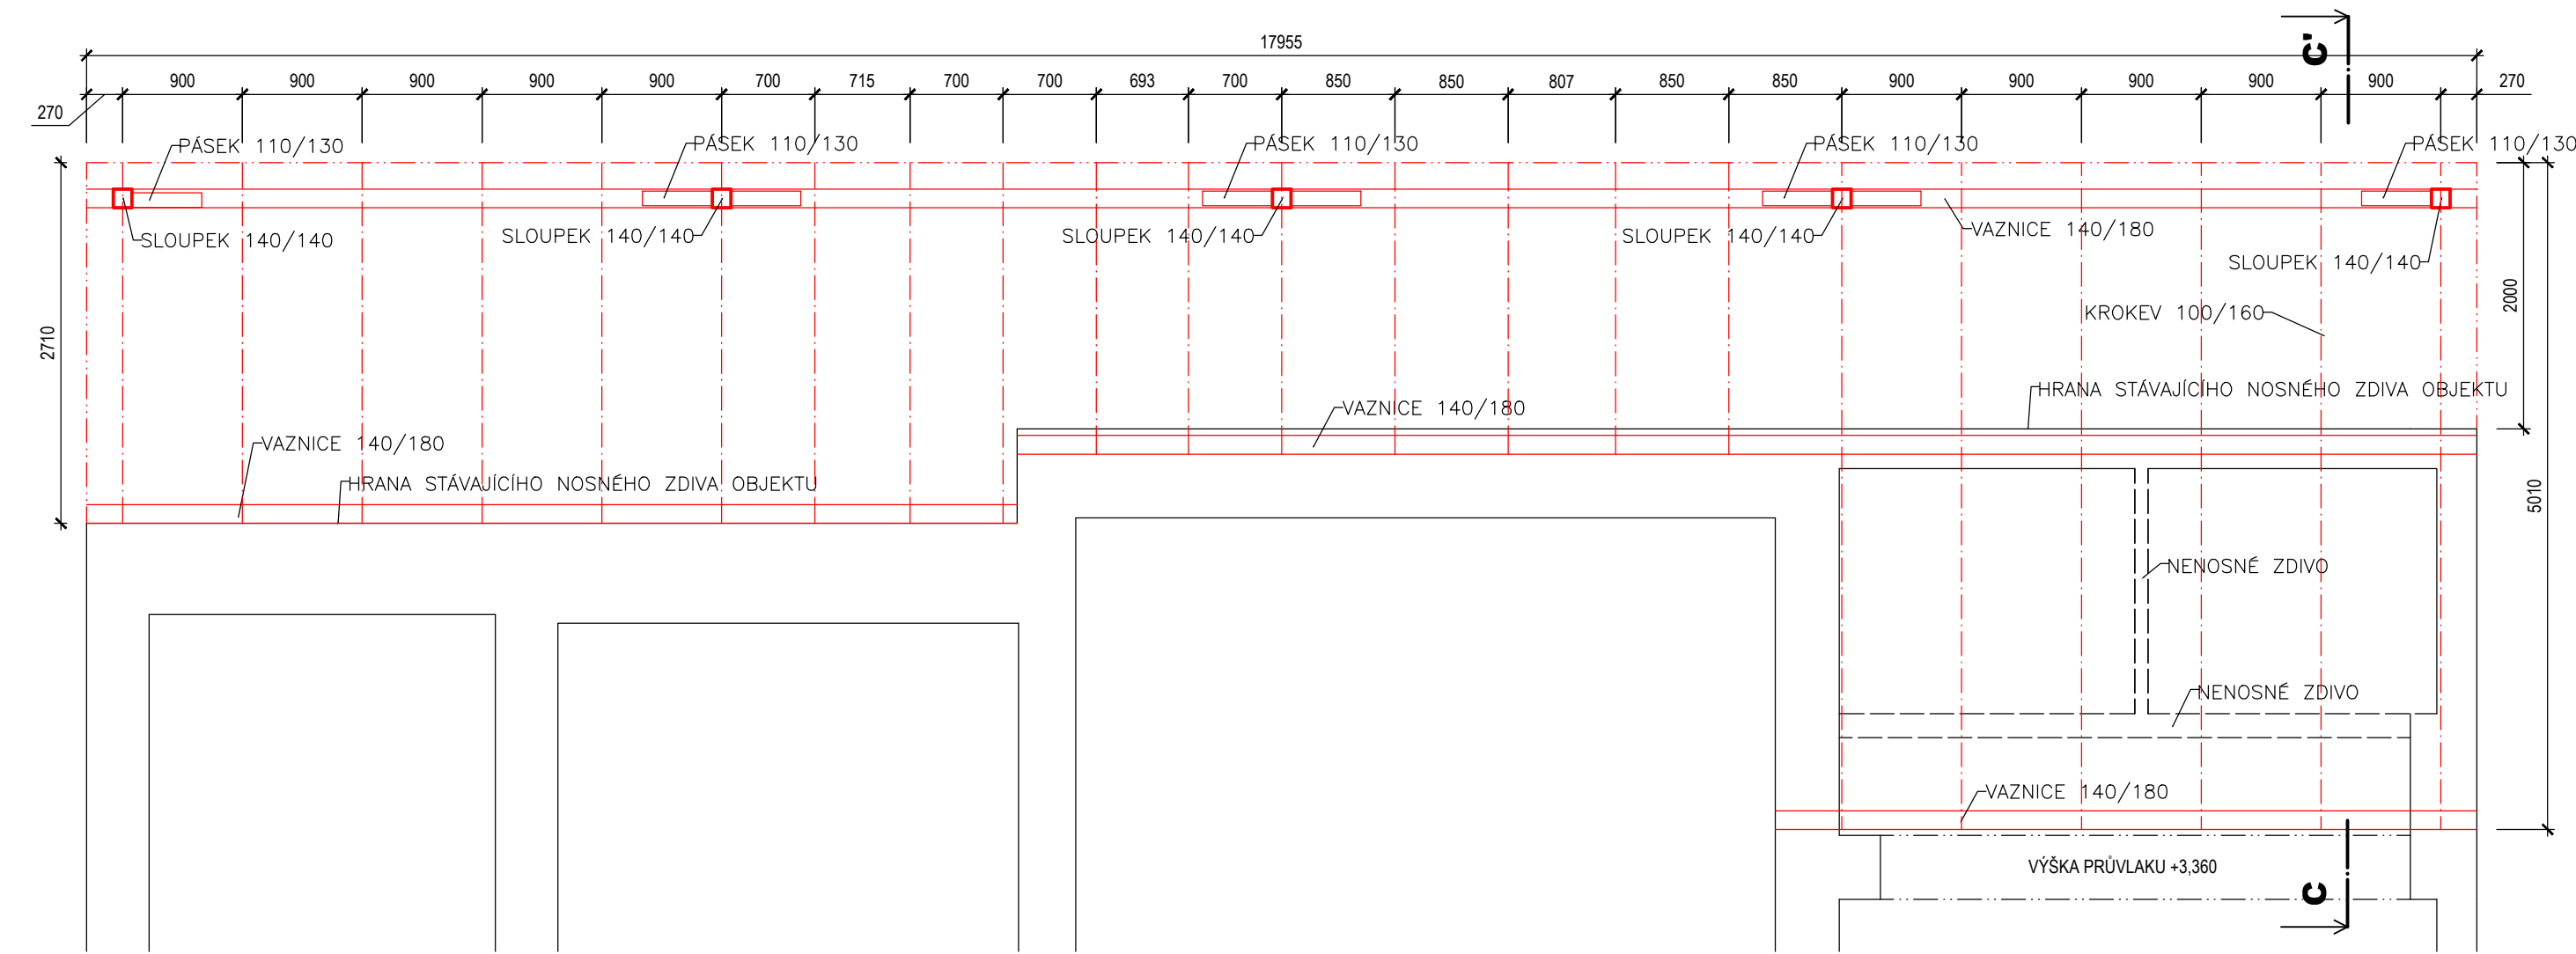 C'
17955
900 900 900 900 900 700 715 700 700 693 700 850 850 807 850 850 900 900 900 900 900 270
270
PÁSEK 110/130 PÁSEK 110/130 PÁSEK 110/130 PÁSEK 110/130 PÁSEK 110/130
SLOUPEK 140/140 SLOUPEK 140/140 SLOUPEK 140/140 SLOUPEK 140/140 VAZNICE 140/180
SLOUPEK 140/140
2000
KROKEV 100/160
2710
HRANA STÁVAJÍCÍHO NOSNÉHO ZDIVA OBJEKTU
VAZNICE 140/180
VAZNICE 140/180
HRANA STÁVAJÍCÍHO NOSNÉHO ZDIVA OBJEKTU
5010
NENOSNÉ ZDIVO
NENOSNÉ ZDIVO
VAZNICE 140/180
VÝŠKA PRŮVLAKU +3,360
C